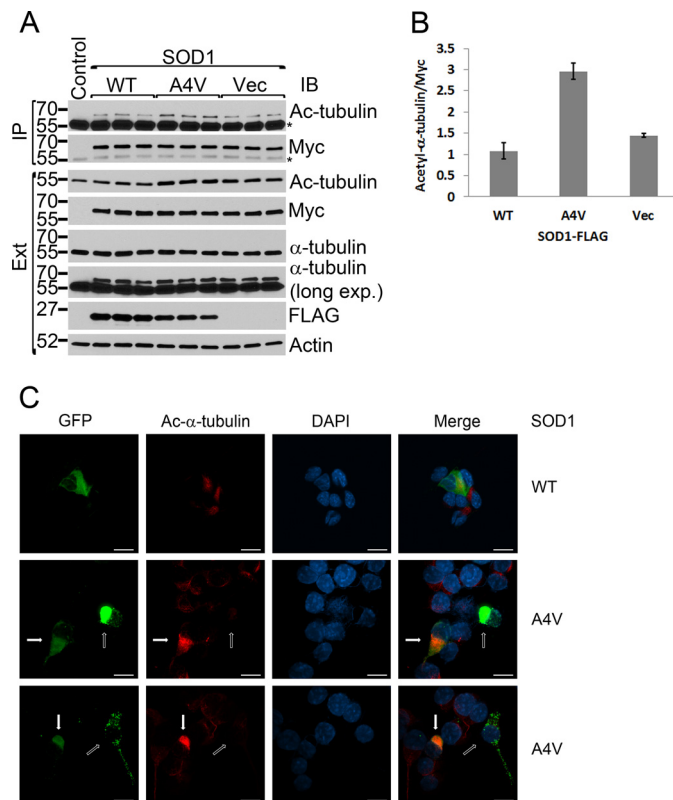 A
Control
SOD1
WT A4V Vec IB
IP
70
55
Ac-tubulin
*
70
55
Myc
*
Ext
55
Ac-tubulin
70
55
Myc
70
55
α-tubulin
70
55
α-tubulin
(long exp.)
27
FLAG
52
Actin
B
Acetyl-α-tubulin/Myc
3.5
3
2.5
2
1.5
1
0.5
0
WT A4V Vec
SOD1-FLAG
C
GFP Ac-α-tubulin DAPI Merge SOD1
WT
A4V
A4V